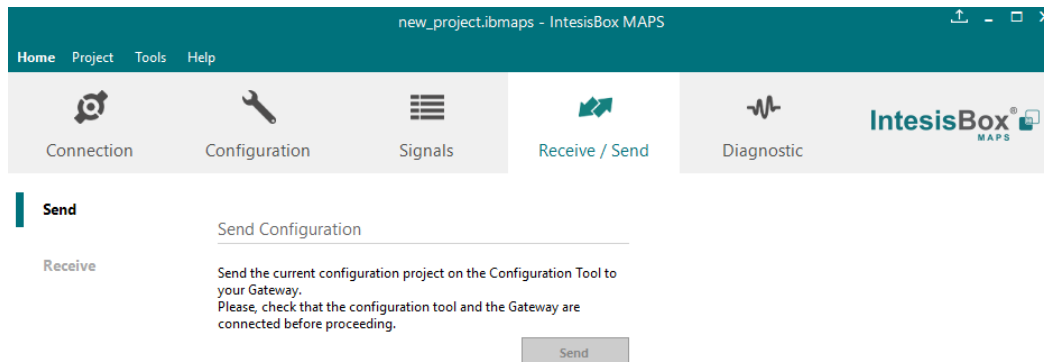 new_project.ibmaps - IntesisBox MAPS
Home Project Tools Help
Connection Configuration Signals Receive / Send Diagnostic
IntesisBox®
MAPS
Send
Send Configuration
Receive
Send the current configuration project on the Configuration Tool to
your Gateway.
Please, check that the configuration tool and the Gateway are
connected before proceeding.
Send